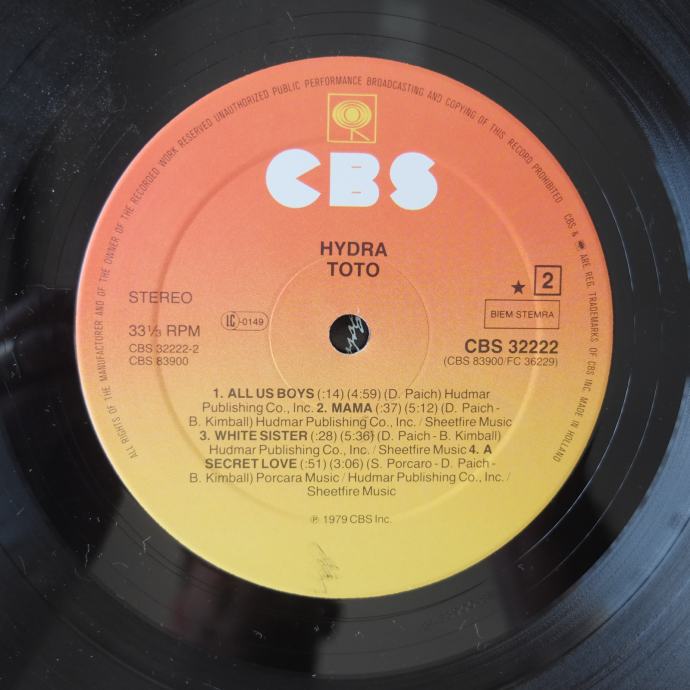 ALL RIGHTS OF THE MANUFACTURER AND OF THE OWNER OF THE RECORDED WORK RESERVED UNAUTHORIZED PUBLIC PERFORMANCE BROADCASTING AND COPYING OF THIS RECORD PROHIBITED CBS & ARE REG. TRADEMARKS OF CBS INC. MADE IN HOLLAND
CBS
HYDRA
TOTO
STEREO
★ 2
BIEM STEMRA
33⅓ RPM
IC-0149
CBS 32222-2
CBS 83900
CBS 32222
(CBS 83900/FC 36229)
1. ALL US BOYS (:14) (4:59) (D. Paich) Hudmar
Publishing Co., Inc. 2. MAMA (:37) (5:12) (D. Paich -
B. Kimball) Hudmar Publishing Co., Inc. / Sheetfire Music
3. WHITE SISTER (:28) (5:36) (D. Paich - B. Kimball)
Hudmar Publishing Co., Inc. / Sheetfire Music 4. A
SECRET LOVE (:51) (3:06) (S. Porcaro - D. Paich -
B. Kimball) Porcara Music / Hudmar Publishing Co., Inc. /
Sheetfire Music
℗ 1979 CBS Inc.